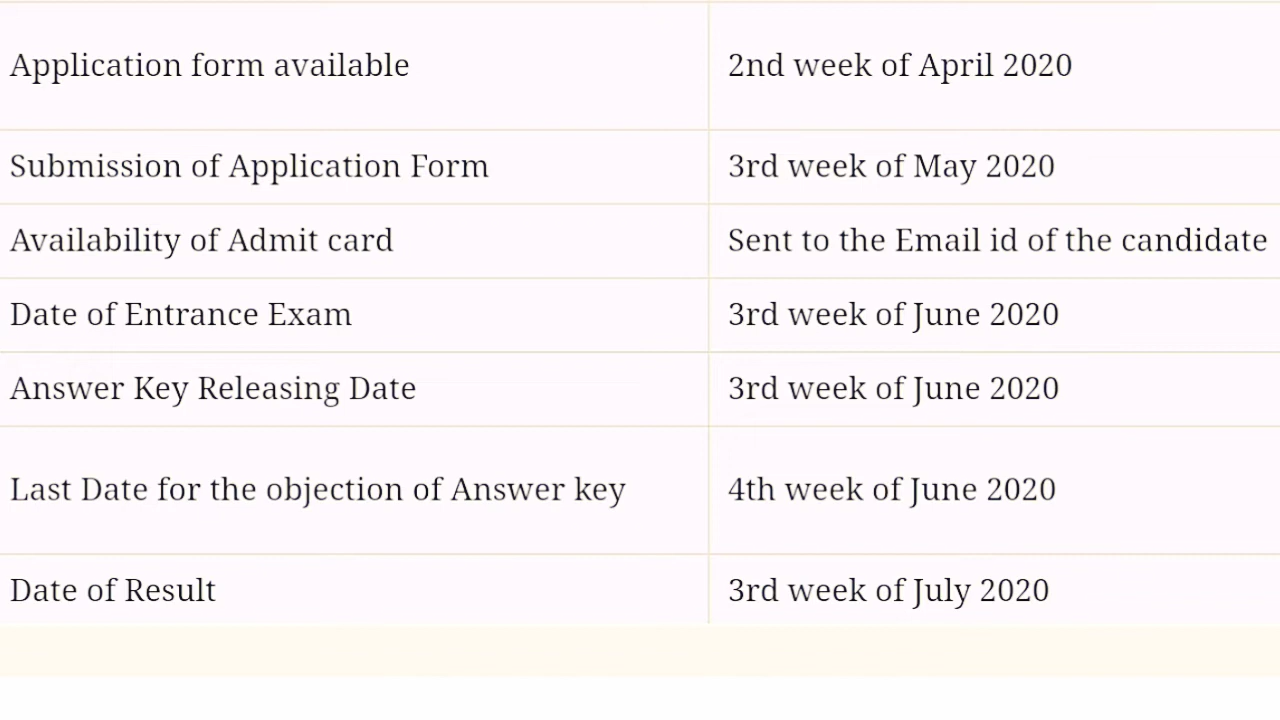 Application form available 2nd week of April 2020
Submission of Application Form 3rd week of May 2020
Availability of Admit card Sent to the Email id of the candidate
Date of Entrance Exam 3rd week of June 2020
Answer Key Releasing Date 3rd week of June 2020
Last Date for the objection of Answer key 4th week of June 2020
Date of Result 3rd week of July 2020